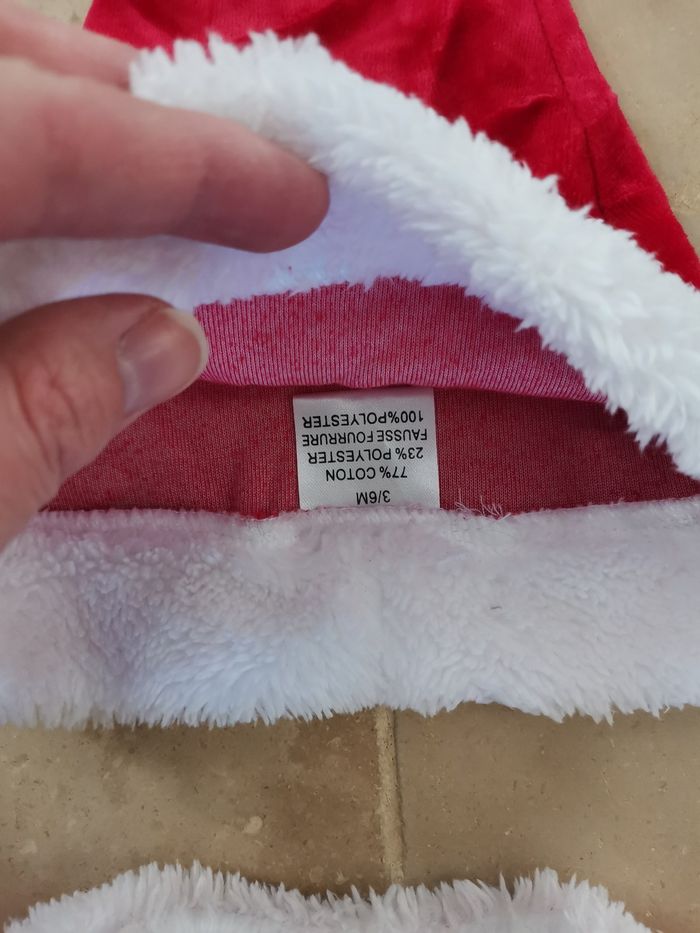 3/6M
77% COTON
23% POLYESTER
FAUSSE FOURRURE
100%POLYESTER